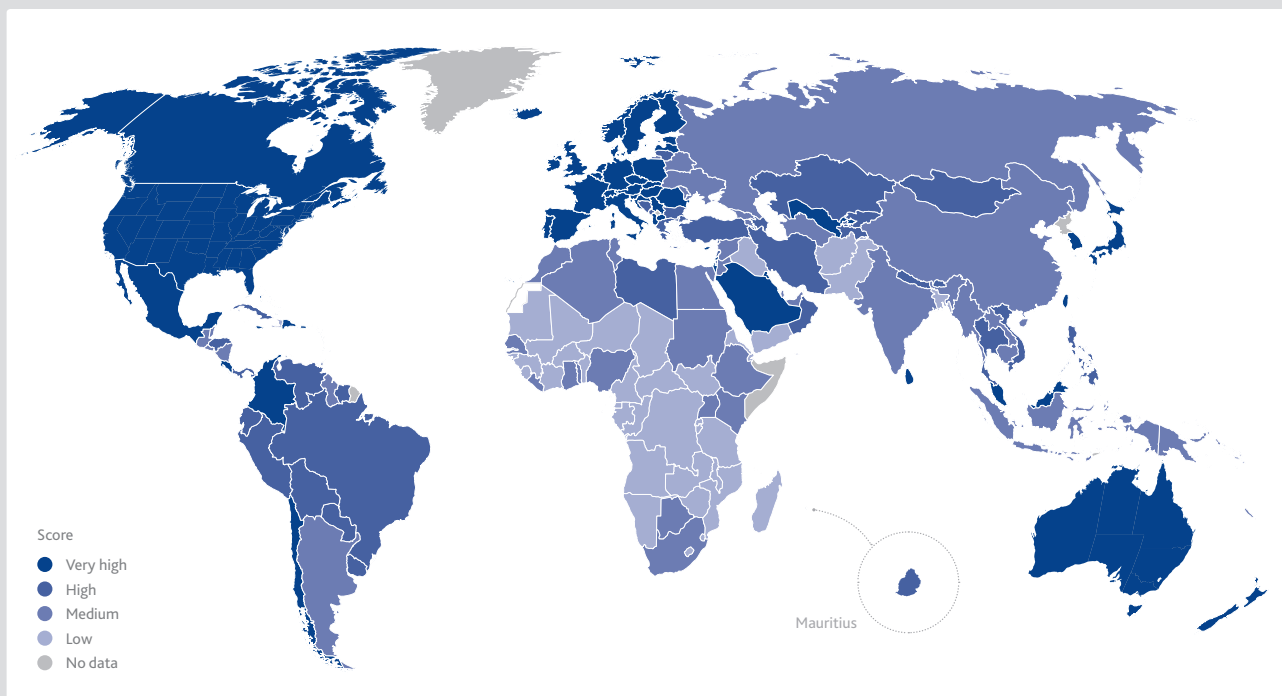 Score
Very high
High
Medium
Low
No data
Mauritius